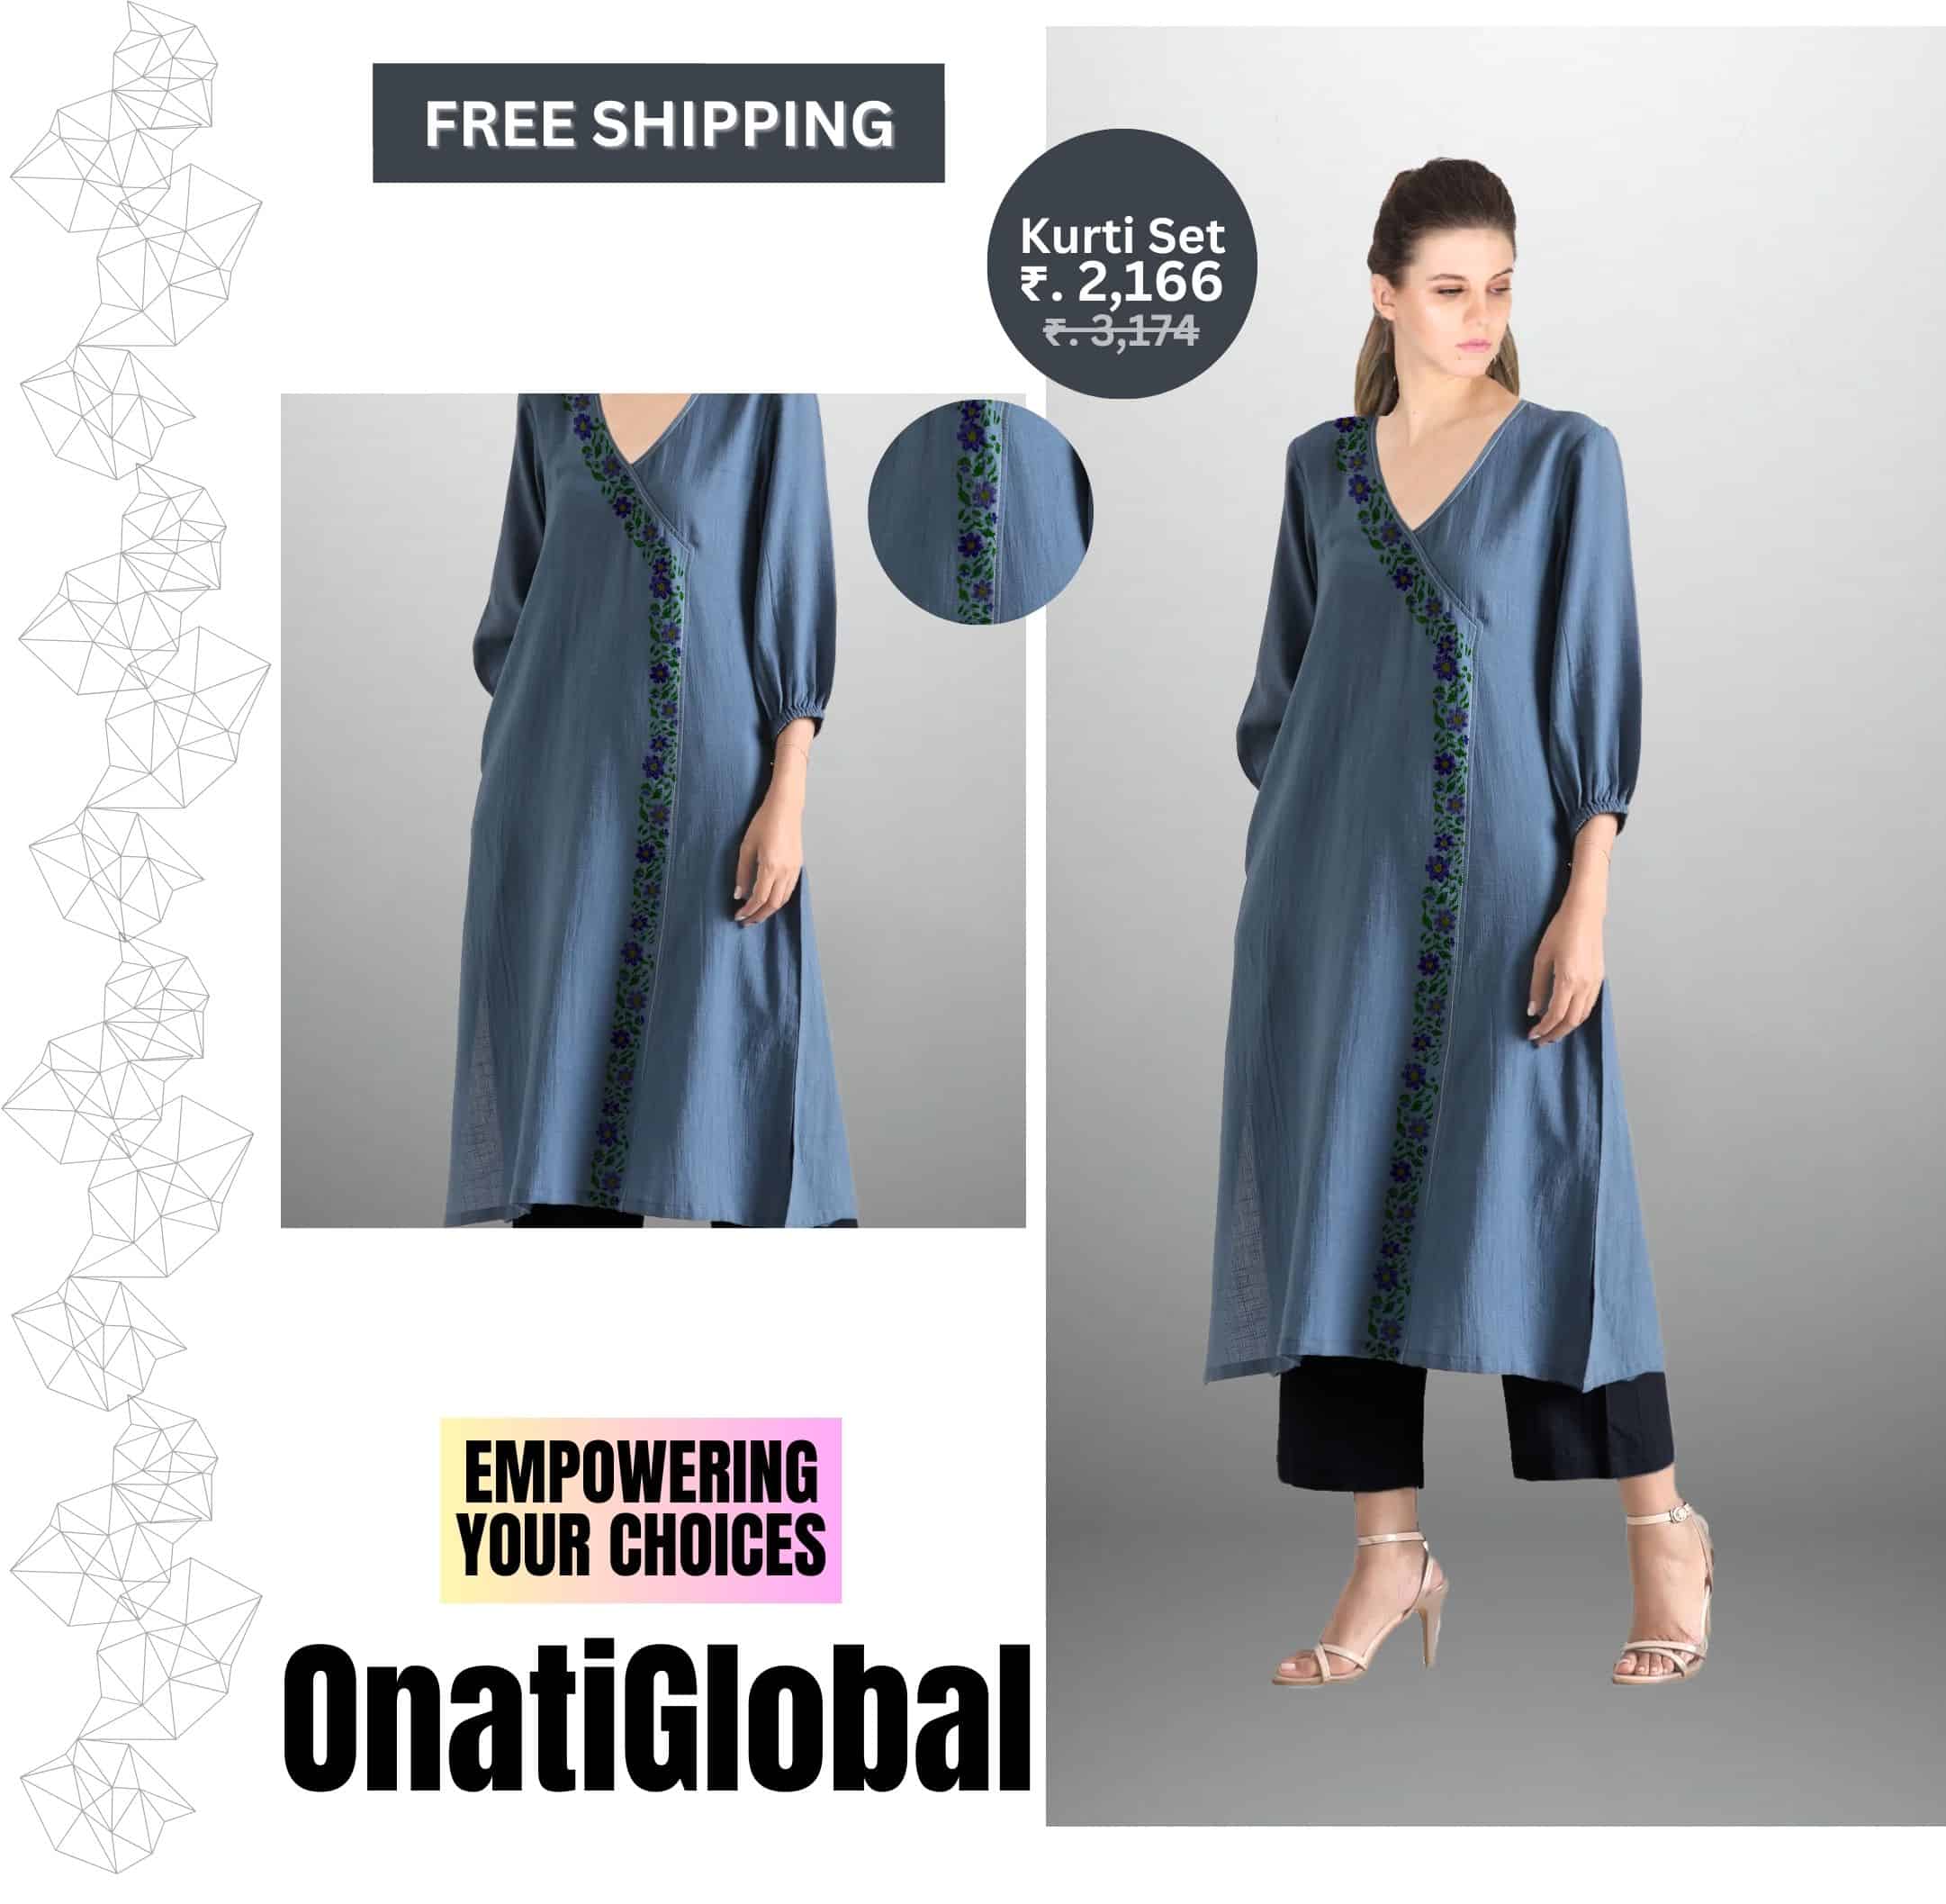 FREE SHIPPING
Kurti Set
₹. 2,166
₹. 3,174
EMPOWERING
YOUR CHOICES
OnatiGlobal